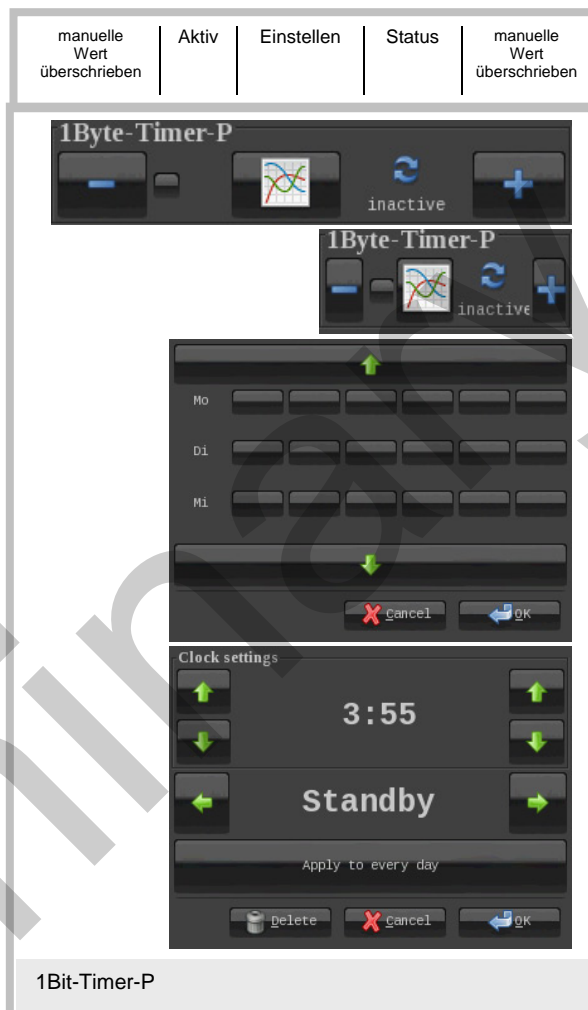 manuelle Wert überschrieben
Aktiv
Einstellen
Status
manuelle Wert überschrieben
1Byte-Timer-P
inactive
1Byte-Timer-P
inactive
Mo
Di
Mi
Cancel
OK
Clock settings
3:55
Standby
Apply to every day
Delete
Cancel
OK
1Bit-Timer-P